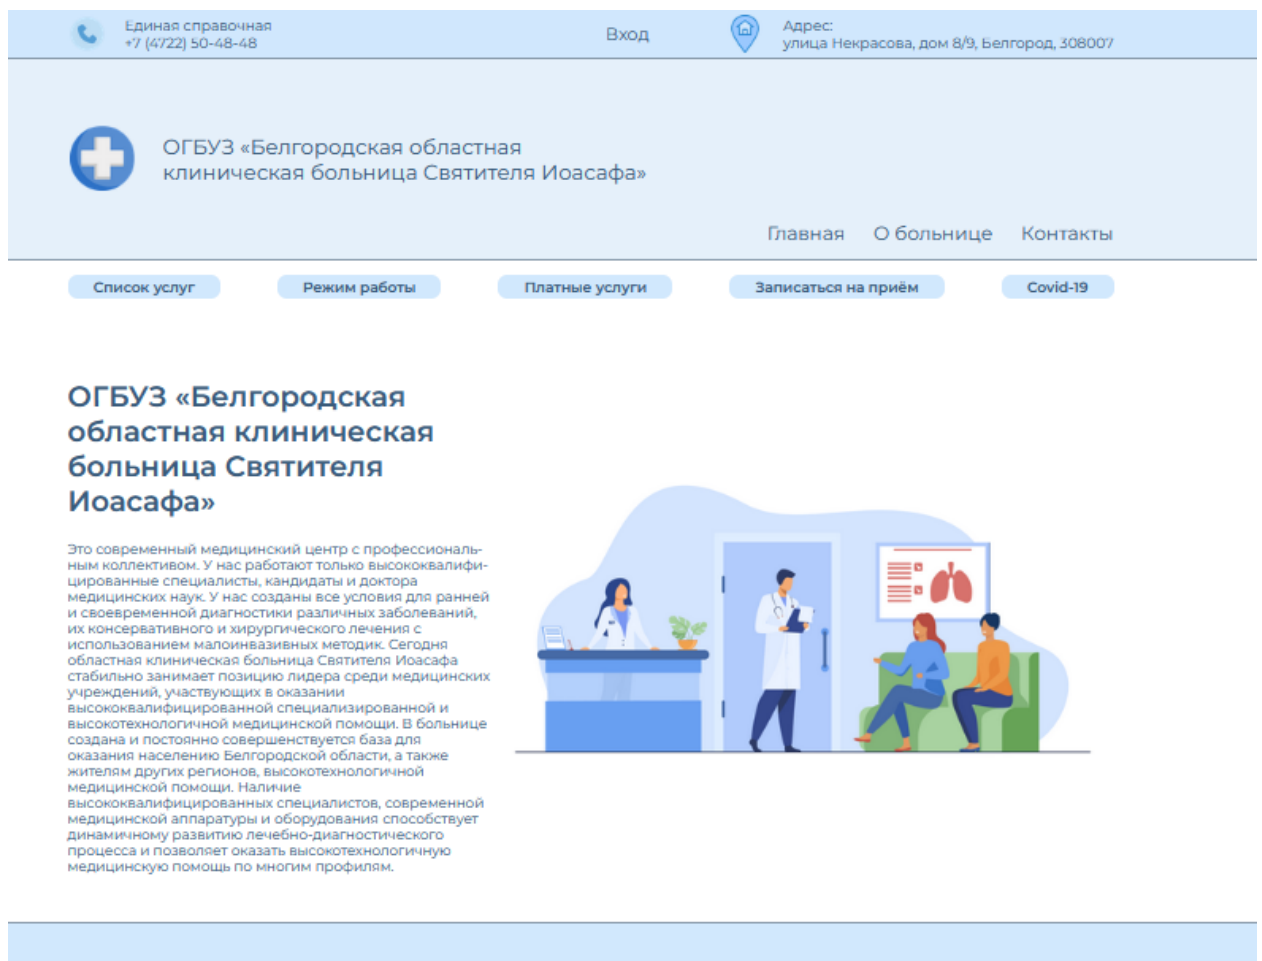 Единая справочная
+7 (4722) 50-48-48
Вход
Адрес:
улица Некрасова, дом 8/9, Белгород, 308007
ОГБУЗ «Белгородская областная
клиническая больница Святителя Иоасафа»
Главная О больнице Контакты
Список услуг Режим работы Платные услуги Записаться на приём Covid-19
ОГБУЗ «Белгородская
областная клиническая
больница Святителя
Иоасафа»
Это современный медицинский центр с профессиональ-
ным коллективом. У нас работают только высококвалифи-
цированные специалисты, кандидаты и доктора
медицинских наук. У нас созданы все условия для ранней
и своевременной диагностики различных заболеваний,
их консервативного и хирургического лечения с
использованием малоинвазивных методик. Сегодня
областная клиническая больница Святителя Иоасафа
стабильно занимает позицию лидера среди медицинских
учреждений, участвующих в оказании
высококвалифицированной специализированной и
высокотехнологичной медицинской помощи. В больнице
создана и постоянно совершенствуется база для
оказания населению Белгородской области, а также
жителям других регионов, высокотехнологичной
медицинской помощи. Наличие
высококвалифицированных специалистов, современной
медицинской аппаратуры и оборудования способствует
динамичному развитию лечебно-диагностического
процесса и позволяет оказать высокотехнологичную
медицинскую помощь по многим профилям.